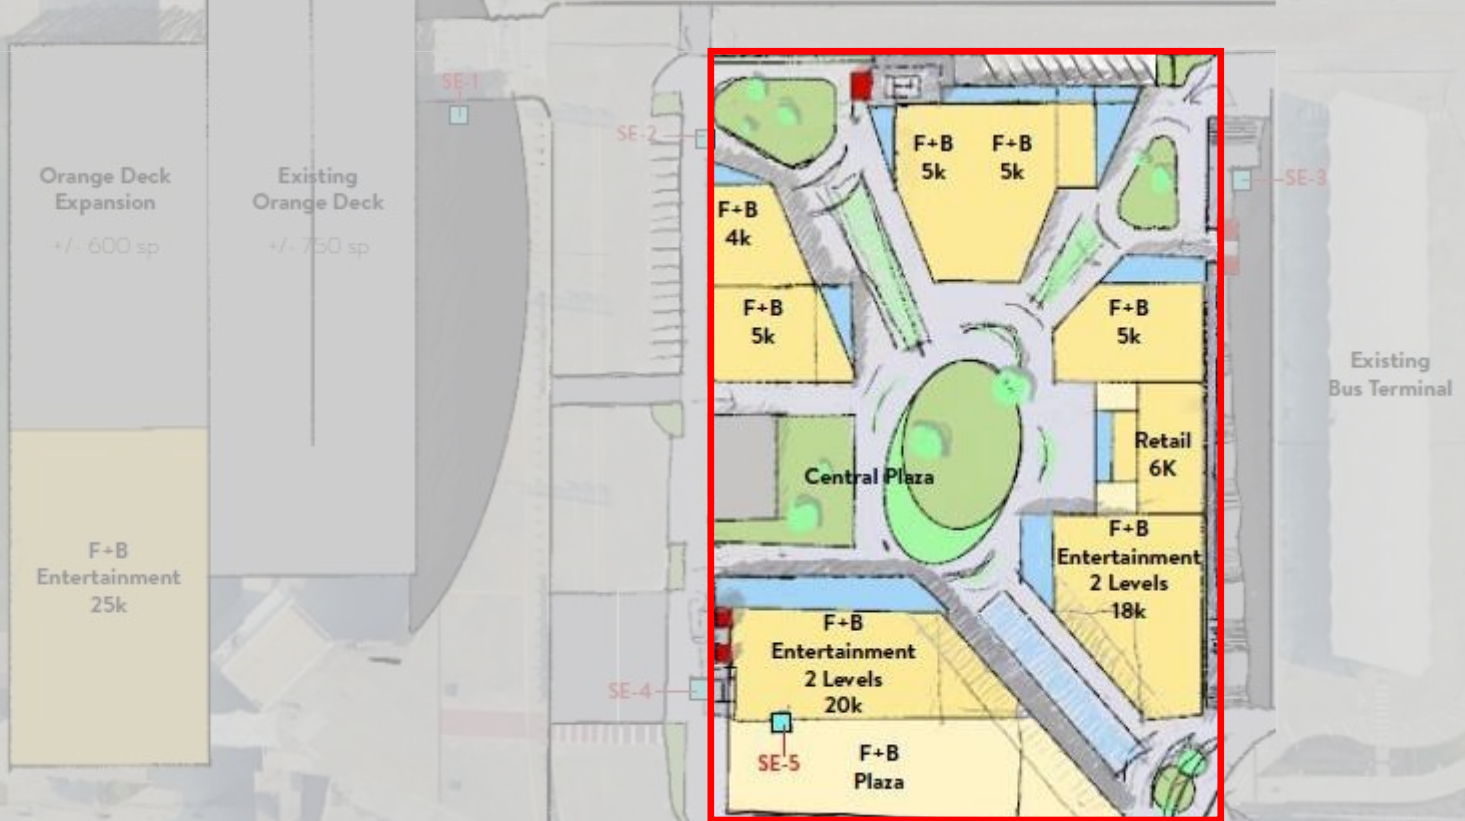 SE-1
SE-2
SE-3
Orange Deck
Expansion
+/- 600 sp
Existing
Orange Deck
+/- 750 sp
F+B
5k
F+B
5k
F+B
4k
F+B
5k
F+B
5k
Existing
Bus Terminal
Retail
6K
Central Plaza
F+B
Entertainment
2 Levels
18k
F+B
Entertainment
25k
F+B
Entertainment
2 Levels
20k
SE-4
SE-5
F+B
Plaza